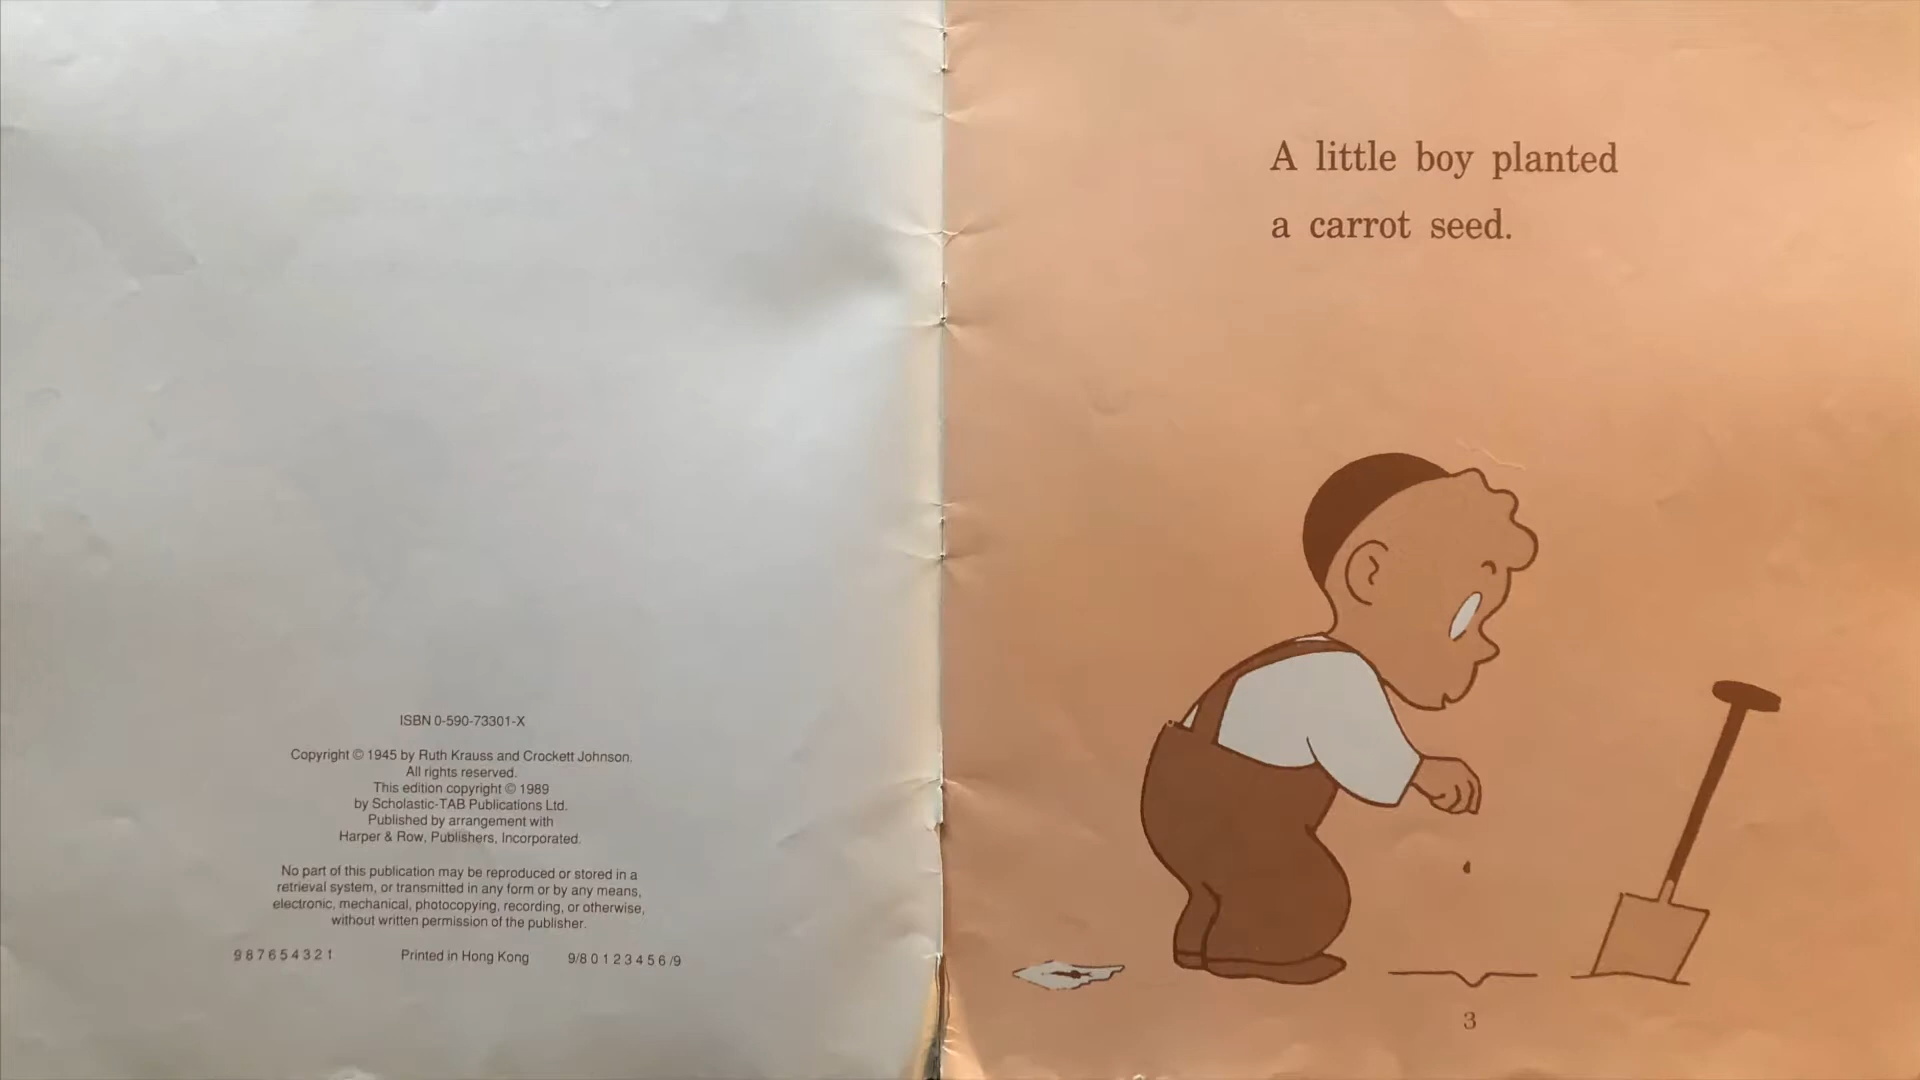 ISBN 0-590-73301-X
Copyright © 1945 by Ruth Krauss and Crockett Johnson.
All rights reserved.
This edition copyright © 1989
by Scholastic-TAB Publications Ltd.
Published by arrangement with
Harper & Row, Publishers, Incorporated.
No part of this publication may be reproduced or stored in a
retrieval system, or transmitted in any form or by any means,
electronic, mechanical, photocopying, recording, or otherwise,
without written permission of the publisher.
9 8 7 6 5 4 3 2 1 Printed in Hong Kong 9/8 0 1 2 3 4 5 6 /9
A little boy planted
a carrot seed.
3